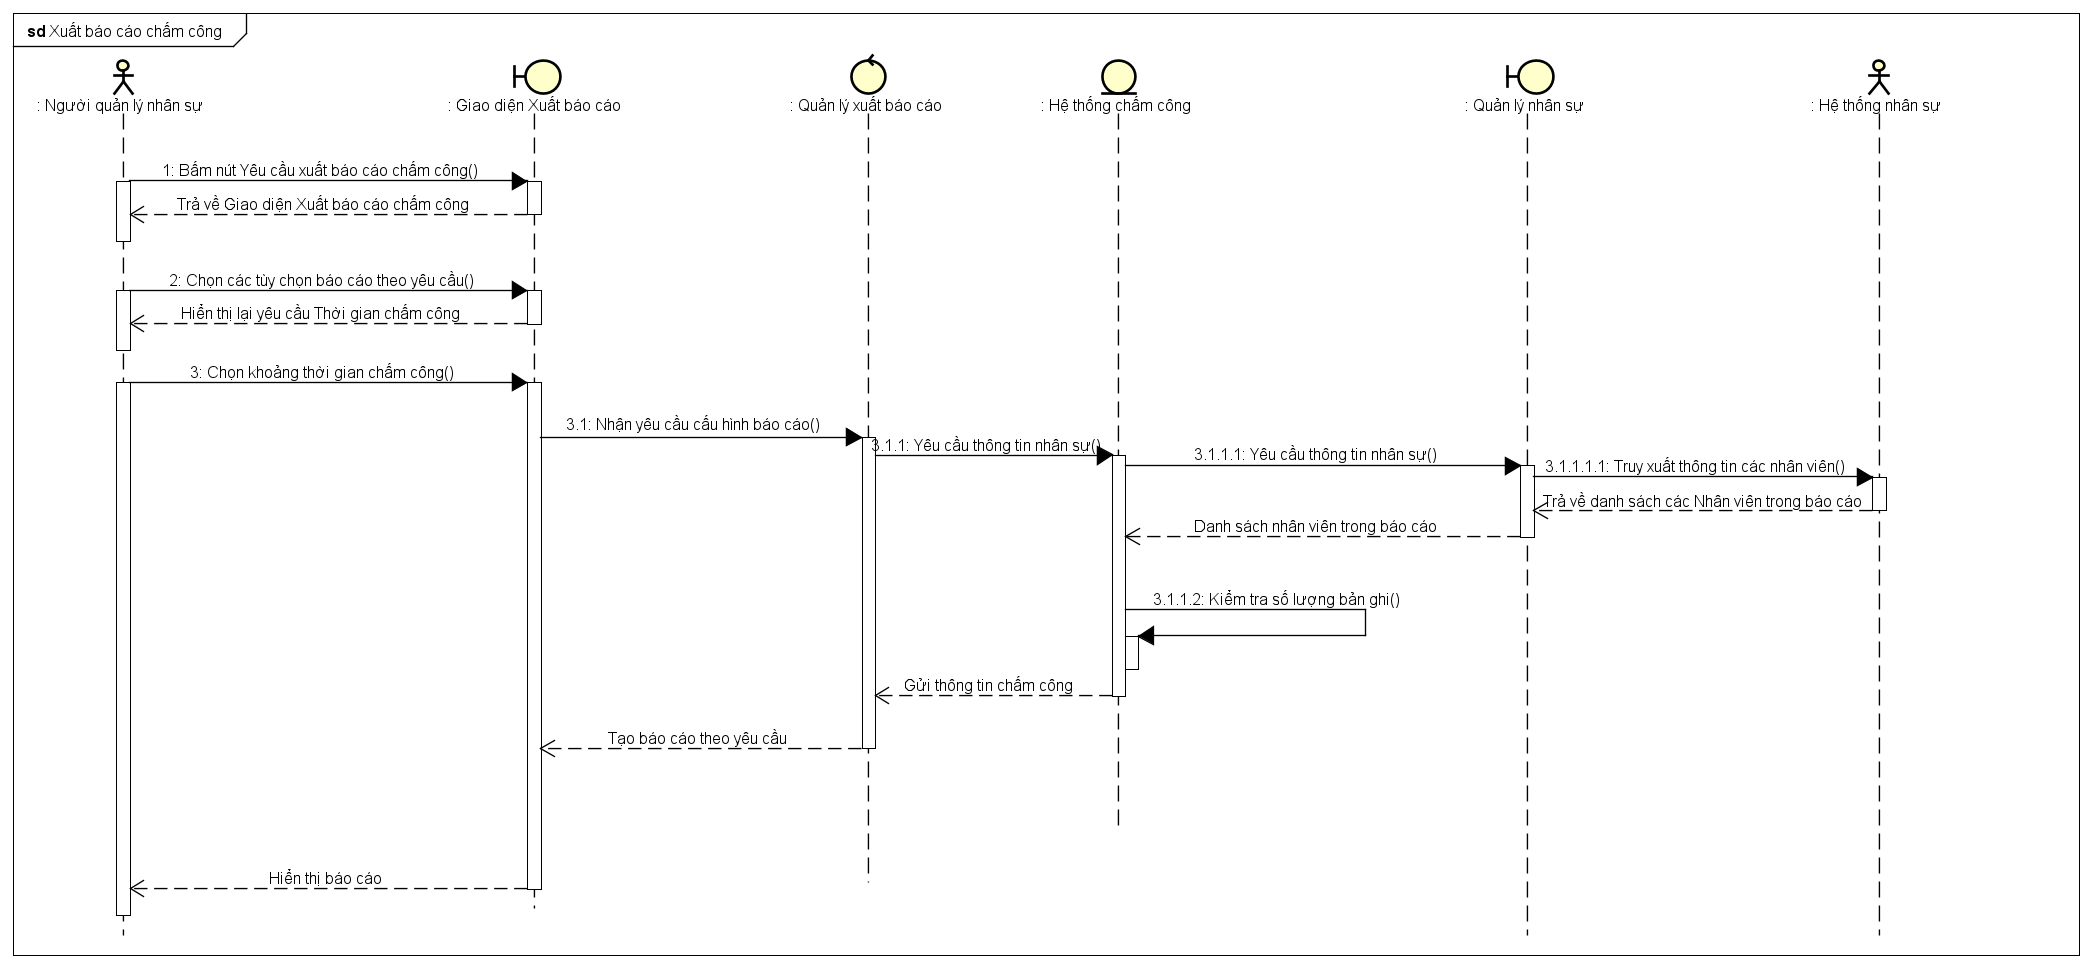 sd Xuất báo cáo chấm công
: Người quản lý nhân sự
: Giao diện Xuất báo cáo
: Quản lý xuất báo cáo
: Hệ thống chấm công
: Quản lý nhân sự
: Hệ thống nhân sự
1: Bấm nút Yêu cầu xuất báo cáo chấm công()
Trả về Giao diện Xuất báo cáo chấm công
2: Chọn các tùy chọn báo cáo theo yêu cầu()
Hiển thị lại yêu cầu Thời gian chấm công
3: Chọn khoảng thời gian chấm công()
3.1: Nhận yêu cầu cấu hình báo cáo()
3.1.1: Yêu cầu thông tin nhân sự()
3.1.1.1: Yêu cầu thông tin nhân sự()
3.1.1.1.1: Truy xuất thông tin các nhân viên()
Trả về danh sách các Nhân viên trong báo cáo
Danh sách nhân viên trong báo cáo
3.1.1.2: Kiểm tra số lượng bản ghi()
Gửi thông tin chấm công
Tạo báo cáo theo yêu cầu
Hiển thị báo cáo